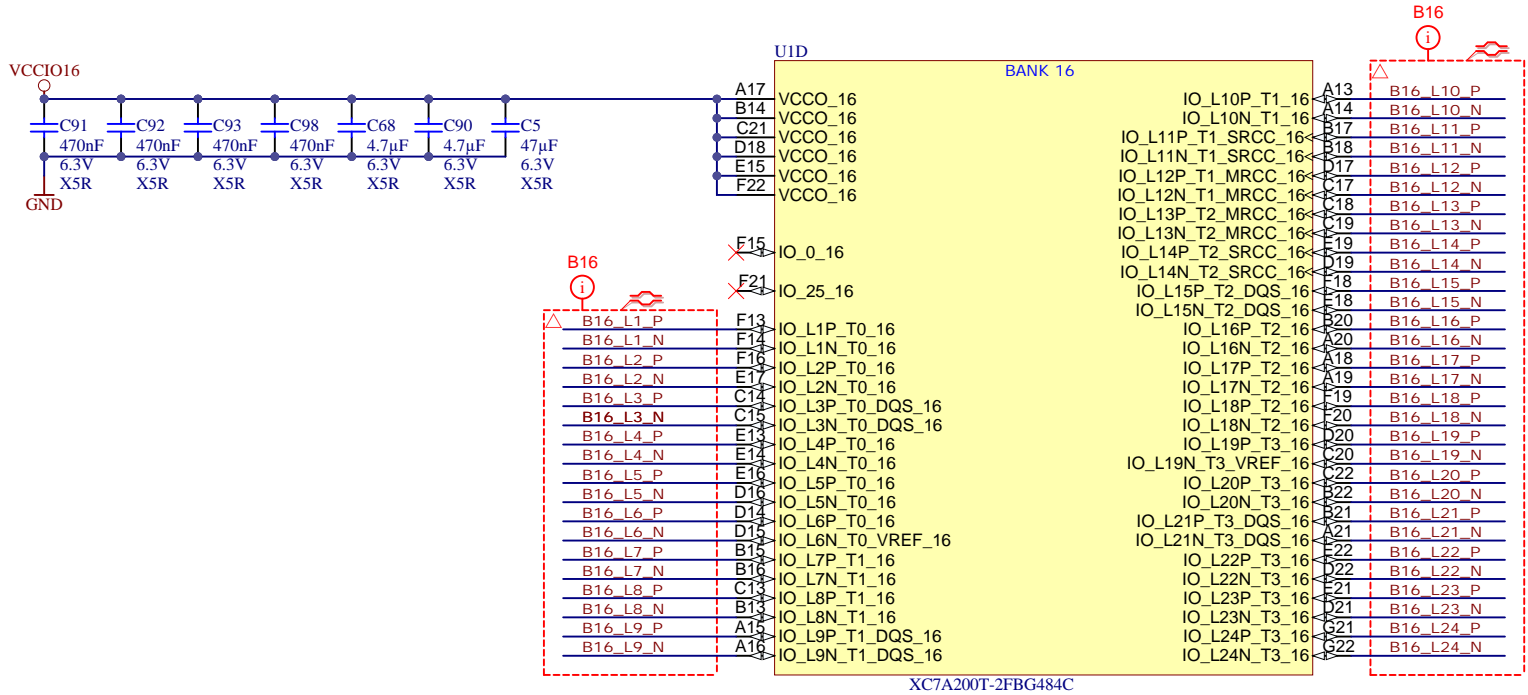 VCCIO16
C91
470nF
6.3V
X5R
C92
470nF
6.3V
X5R
C93
470nF
6.3V
X5R
C98
470nF
6.3V
X5R
C68
4.7µF
6.3V
X5R
C90
4.7µF
6.3V
X5R
C5
47µF
6.3V
X5R
GND
U1D
BANK 16
A17 VCCO_16
B14 VCCO_16
C21 VCCO_16
D18 VCCO_16
E15 VCCO_16
F22 VCCO_16
F15 IO_0_16
F21 IO_25_16
B16
i
B16_L1_P F13 IO_L1P_T0_16
B16_L1_N F14 IO_L1N_T0_16
B16_L2_P F16 IO_L2P_T0_16
B16_L2_N E17 IO_L2N_T0_16
B16_L3_P C14 IO_L3P_T0_DQS_16
B16_L3_N C15 IO_L3N_T0_DQS_16
B16_L4_P E13 IO_L4P_T0_16
B16_L4_N E14 IO_L4N_T0_16
B16_L5_P E16 IO_L5P_T0_16
B16_L5_N D16 IO_L5N_T0_16
B16_L6_P D14 IO_L6P_T0_16
B16_L6_N D15 IO_L6N_T0_VREF_16
B16_L7_P B15 IO_L7P_T1_16
B16_L7_N B16 IO_L7N_T1_16
B16_L8_P C13 IO_L8P_T1_16
B16_L8_N B13 IO_L8N_T1_16
B16_L9_P A15 IO_L9P_T1_DQS_16
B16_L9_N A16 IO_L9N_T1_DQS_16
B16
i
IO_L10P_T1_16 A13 B16_L10_P
IO_L10N_T1_16 A14 B16_L10_N
IO_L11P_T1_SRCC_16 B17 B16_L11_P
IO_L11N_T1_SRCC_16 B18 B16_L11_N
IO_L12P_T1_MRCC_16 D17 B16_L12_P
IO_L12N_T1_MRCC_16 C17 B16_L12_N
IO_L13P_T2_MRCC_16 C18 B16_L13_P
IO_L13N_T2_MRCC_16 C19 B16_L13_N
IO_L14P_T2_SRCC_16 E19 B16_L14_P
IO_L14N_T2_SRCC_16 D19 B16_L14_N
IO_L15P_T2_DQS_16 F18 B16_L15_P
IO_L15N_T2_DQS_16 E18 B16_L15_N
IO_L16P_T2_16 B20 B16_L16_P
IO_L16N_T2_16 A20 B16_L16_N
IO_L17P_T2_16 A18 B16_L17_P
IO_L17N_T2_16 A19 B16_L17_N
IO_L18P_T2_16 F19 B16_L18_P
IO_L18N_T2_16 F20 B16_L18_N
IO_L19P_T3_16 D20 B16_L19_P
IO_L19N_T3_VREF_16 C20 B16_L19_N
IO_L20P_T3_16 C22 B16_L20_P
IO_L20N_T3_16 B22 B16_L20_N
IO_L21P_T3_DQS_16 B21 B16_L21_P
IO_L21N_T3_DQS_16 A21 B16_L21_N
IO_L22P_T3_16 E22 B16_L22_P
IO_L22N_T3_16 D22 B16_L22_N
IO_L23P_T3_16 E21 B16_L23_P
IO_L23N_T3_16 D21 B16_L23_N
IO_L24P_T3_16 G21 B16_L24_P
IO_L24N_T3_16 G22 B16_L24_N
XC7A200T-2FBG484C